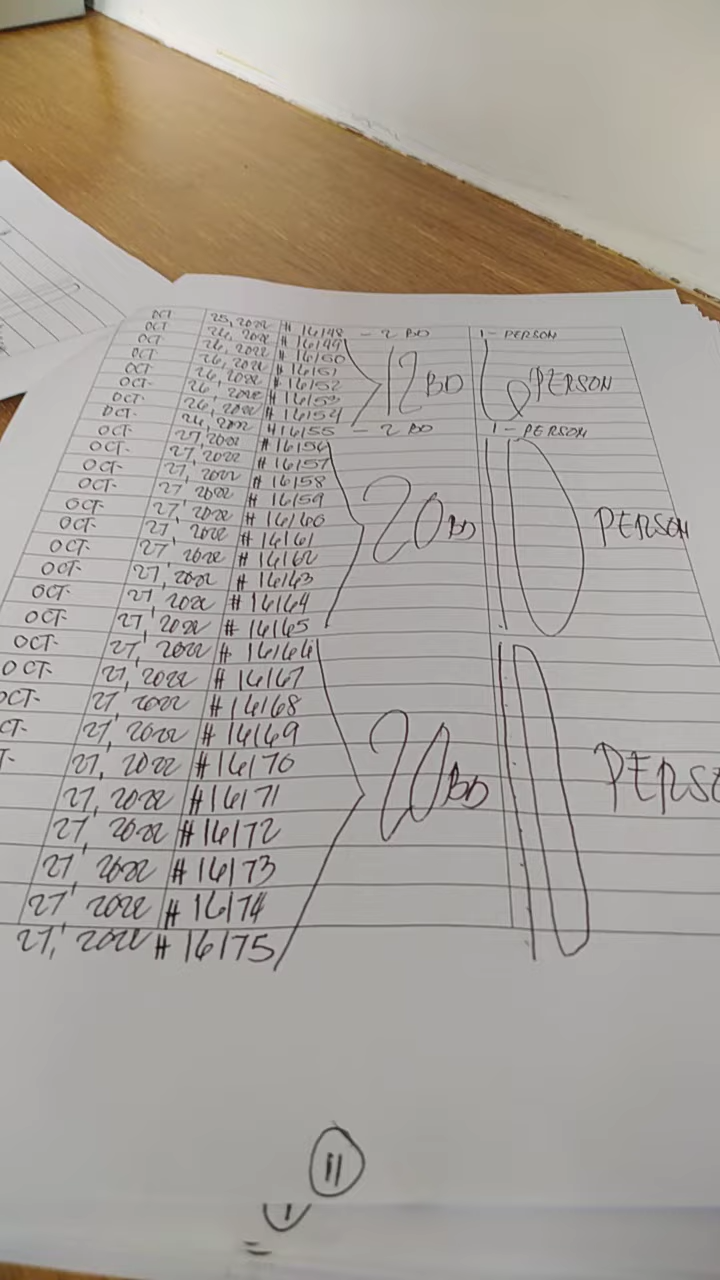 OCT 25, 2022 # 16148 - 2 BD 1 - PERSON
OCT 26, 2022 # 16149
OCT 26, 2022 # 16150
OCT 26, 2022 # 16151
OCT- 26, 2022 # 16152 12 BD 6 PERSON
OCT- 26, 2022 # 16153
OCT- 26, 2022 # 16154
OCT- 26, 2022 # 16155 - 2 BD 1 - PERSON
OCT- 27, 2022 # 16156
OCT- 27, 2022 # 16157
OCT- 27, 2022 # 16158
OCT- 27, 2022 # 16159
OCT- 27, 2022 # 16160
OCT- 27, 2022 # 16161 20 BD 10 PERSON
OCT- 27, 2022 # 16162
OCT- 27, 2022 # 16163
OCT- 27, 2022 # 16164
OCT- 27, 2022 # 16165
OCT- 27, 2022 # 16166
OCT- 27, 2022 # 16167
OCT- 27, 2022 # 16168
CT- 27, 2022 # 16169
T- 27, 2022 # 16170
27, 2022 # 16171 20 BD 10 PERSO
27, 2022 # 16172
27, 2022 # 16173
27, 2022 # 16174
27, 2022 # 16175
11